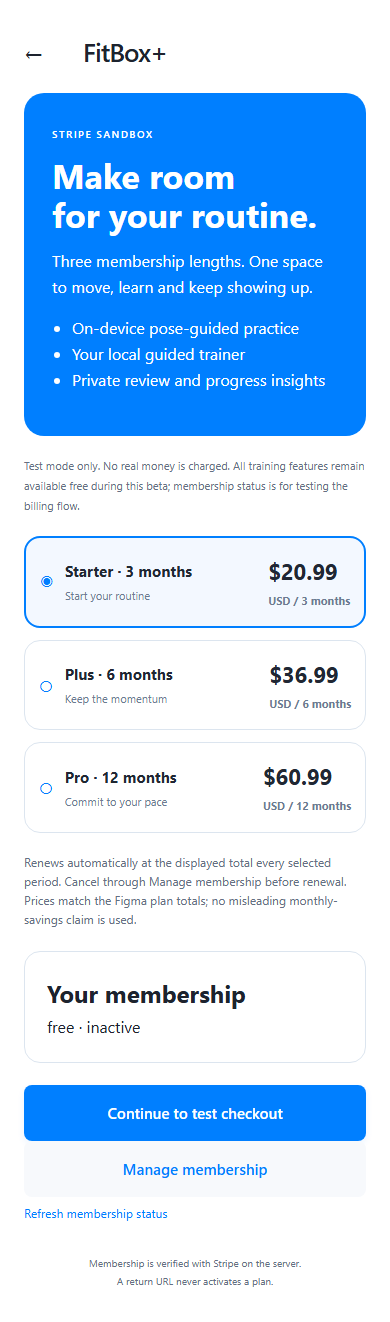 ← FitBox+
STRIPE SANDBOX
Make room
for your routine.
Three membership lengths. One space
to move, learn and keep showing up.
• On-device pose-guided practice
• Your local guided trainer
• Private review and progress insights
Test mode only. No real money is charged. All training features remain
available free during this beta; membership status is for testing the
billing flow.
Starter · 3 months
Start your routine
$20.99
USD / 3 months
Plus · 6 months
Keep the momentum
$36.99
USD / 6 months
Pro · 12 months
Commit to your pace
$60.99
USD / 12 months
Renews automatically at the displayed total every selected
period. Cancel through Manage membership before renewal.
Prices match the Figma plan totals; no misleading monthly-
savings claim is used.
Your membership
free · inactive
Continue to test checkout
Manage membership
Refresh membership status
Membership is verified with Stripe on the server.
A return URL never activates a plan.